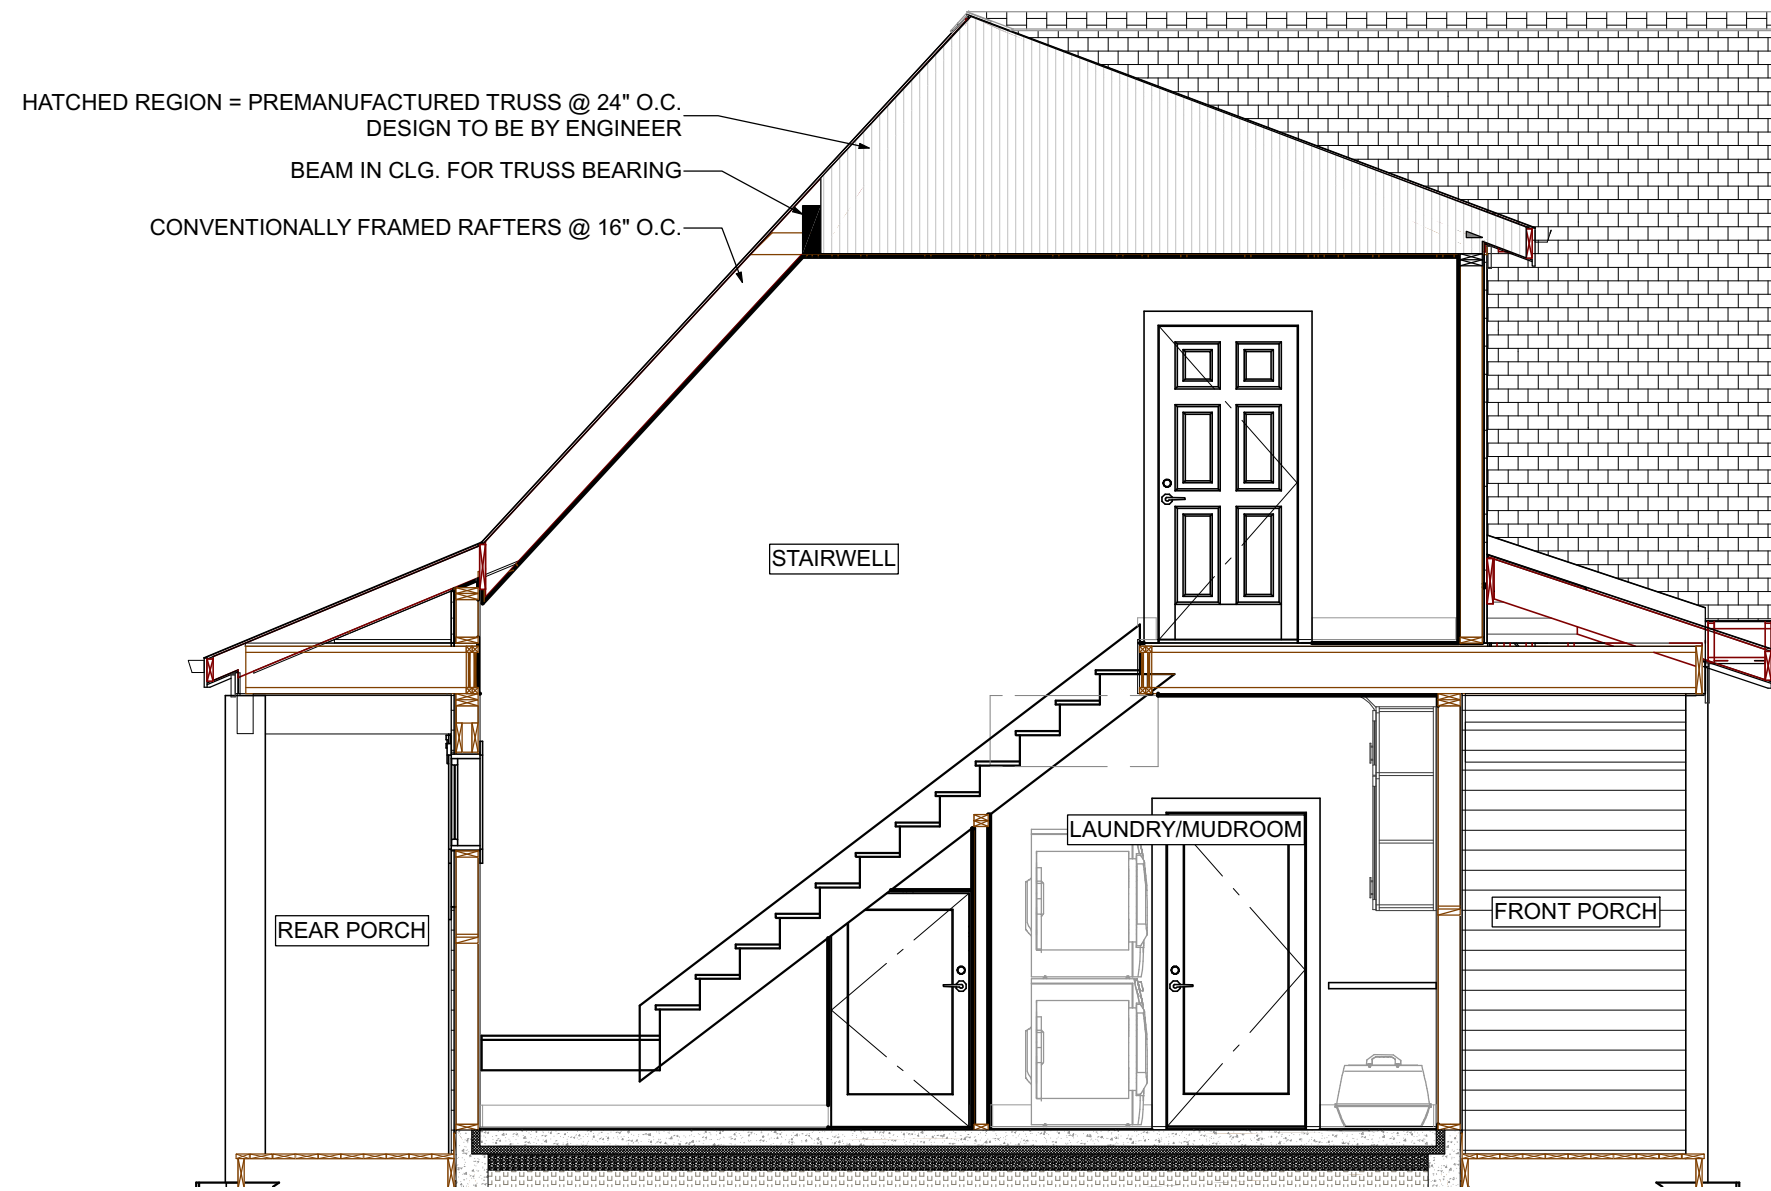 HATCHED REGION = PREMANUFACTURED TRUSS @ 24" O.C.
DESIGN TO BE BY ENGINEER
BEAM IN CLG. FOR TRUSS BEARING
CONVENTIONALLY FRAMED RAFTERS @ 16" O.C.
STAIRWELL
LAUNDRY/MUDROOM
REAR PORCH
FRONT PORCH